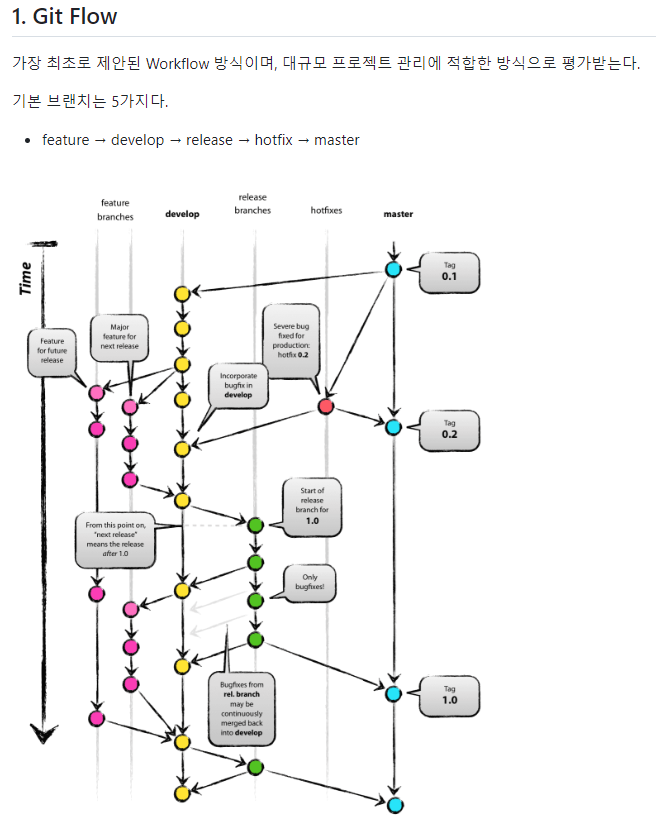 1. Git Flow
가장 최초로 제안된 Workflow 방식이며, 대규모 프로젝트 관리에 적합한 방식으로 평가받는다.
기본 브랜치는 5가지다.
• feature → develop → release → hotfix → master
feature
branches
develop
release
branches
hotfixes
master
Time
Tag
0.1
Feature
for future
release
Major
feature for
next release
Severe bug
fixed for
production:
hotfix 0.2
Incorporate
bugfix in
develop
Tag
0.2
Start of
release
branch for
1.0
From this point on,
"next release"
means the release
after 1.0
Only
bugfixes!
Bugfixes from
rel. branch
may be
continuously
merged back
into develop
Tag
1.0